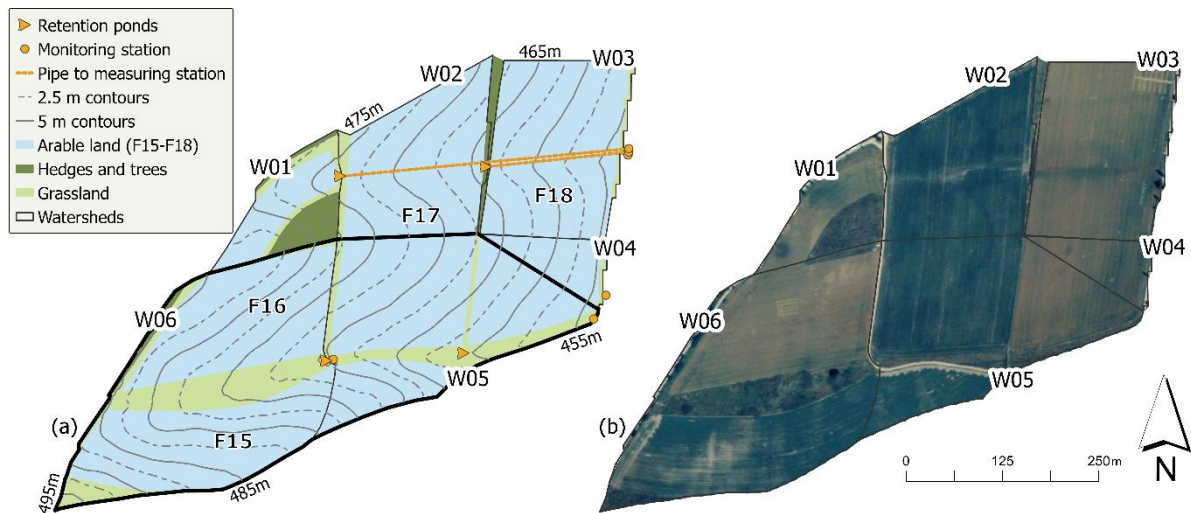 Retention ponds
Monitoring station
Pipe to measuring station
2.5 m contours
5 m contours
Arable land (F15-F18)
Hedges and trees
Grassland
Watersheds
465m
W03
W02
475m
W01
F18
F17
W04
F16
W06
455m
W05
(a)
F15
485m
495m
W03
W02
W01
W04
W06
W05
(b)
0 125 250m
N